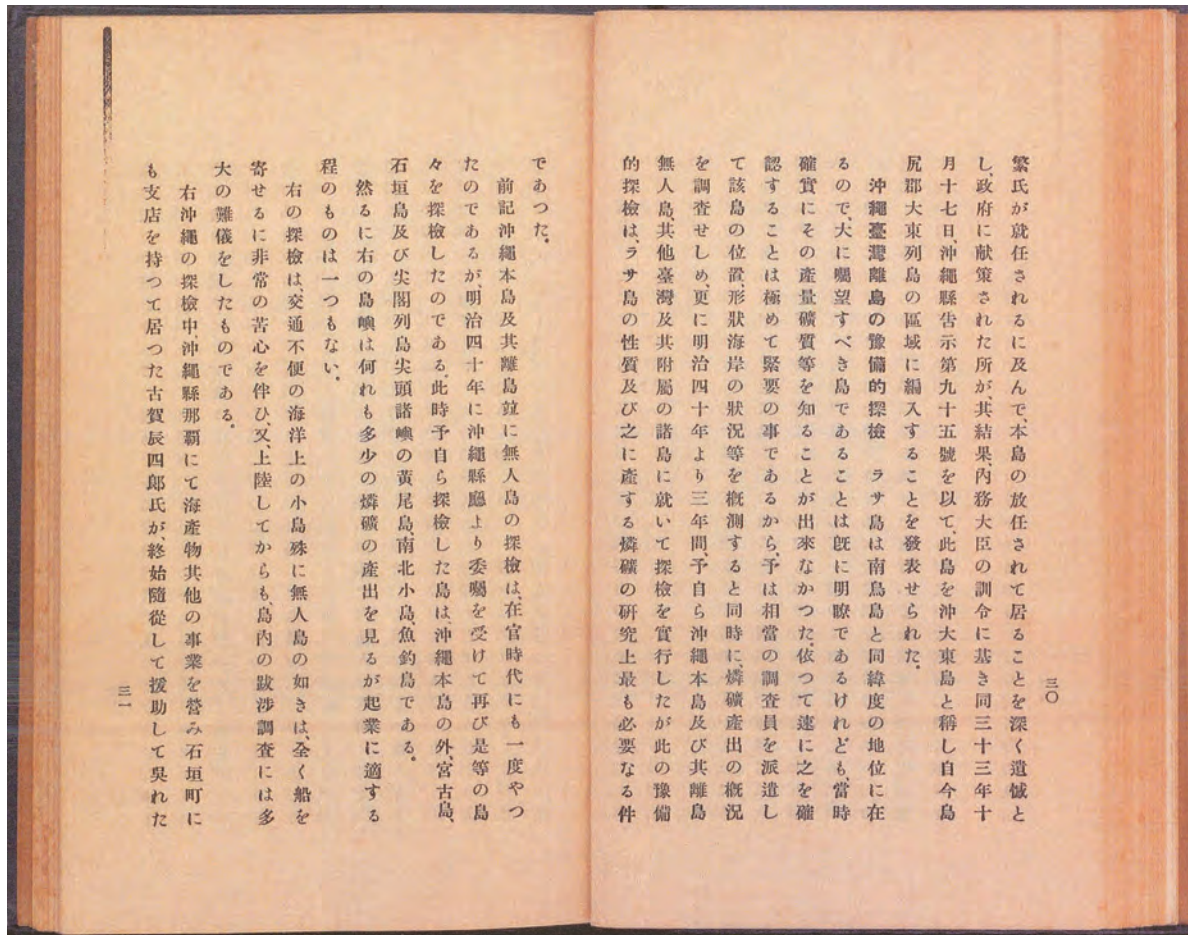 繁氏が就任されるに及んで、本島の放任されて居ることを深く遺憾と
し、政府に献策された所が、其結果、内務大臣の訓令に基き同三十三年十
月十七日、沖繩縣告示第九十五號を以て、此島を沖大東島と稱し自今島
尻郡大東列島の區域に編入することを發表せられた。
沖繩臺灣離島の豫備的探檢　ラサ島は南鳥島と同緯度の地位に在
るので、大に囑望すべき島であることは旣に明瞭であるけれども、當時
確實にその產量礦質等を知ることが出來なかつた、依つて速に之を確
認することは極めて緊要の事であるから、予は相當の調査員を派遣し
て該島の位置、形狀海岸の狀況等を槪測すると同時に、燐礦產出の槪況
を調査せしめ、更に明治四十年より三年間、予自ら沖繩本島及び其離島
無人島、其他臺灣及其附屬の諸島に就いて探檢を實行したが此の豫備
的探檢は、ラサ島の性質及び之に產する燐礦の研究上最も必要なる件
三〇
であつた。
前記沖繩本島及其離島竝に無人島の探檢は、在官時代にも一度やつ
たのであるが、明治四十年に沖繩縣廳より委囑を受けて再び是等の島
々を探檢したのである。此時予自ら探檢した島は、沖繩本島の外、宮古島、
石垣島及び尖閣列島尖頭諸嶼の黃尾島、南北小島、魚釣島である。
然るに右の島嶼は何れも多少の燐礦の產出を見るが起業に適する
程のものは一つもない。
右の探檢は、交通不便の海洋上の小島殊に無人島の如きは、全く船を
寄せるに非常の苦心を伴ひ、又、上陸してからも、島內の跋涉調査には多
大の難儀をしたものである。
右沖繩の探檢中、沖繩縣那覇にて海產物其他の事業を營み石垣町に
も支店を持つて居つた古賀辰四郎氏が、終始隨從して援助して吳れた
三一